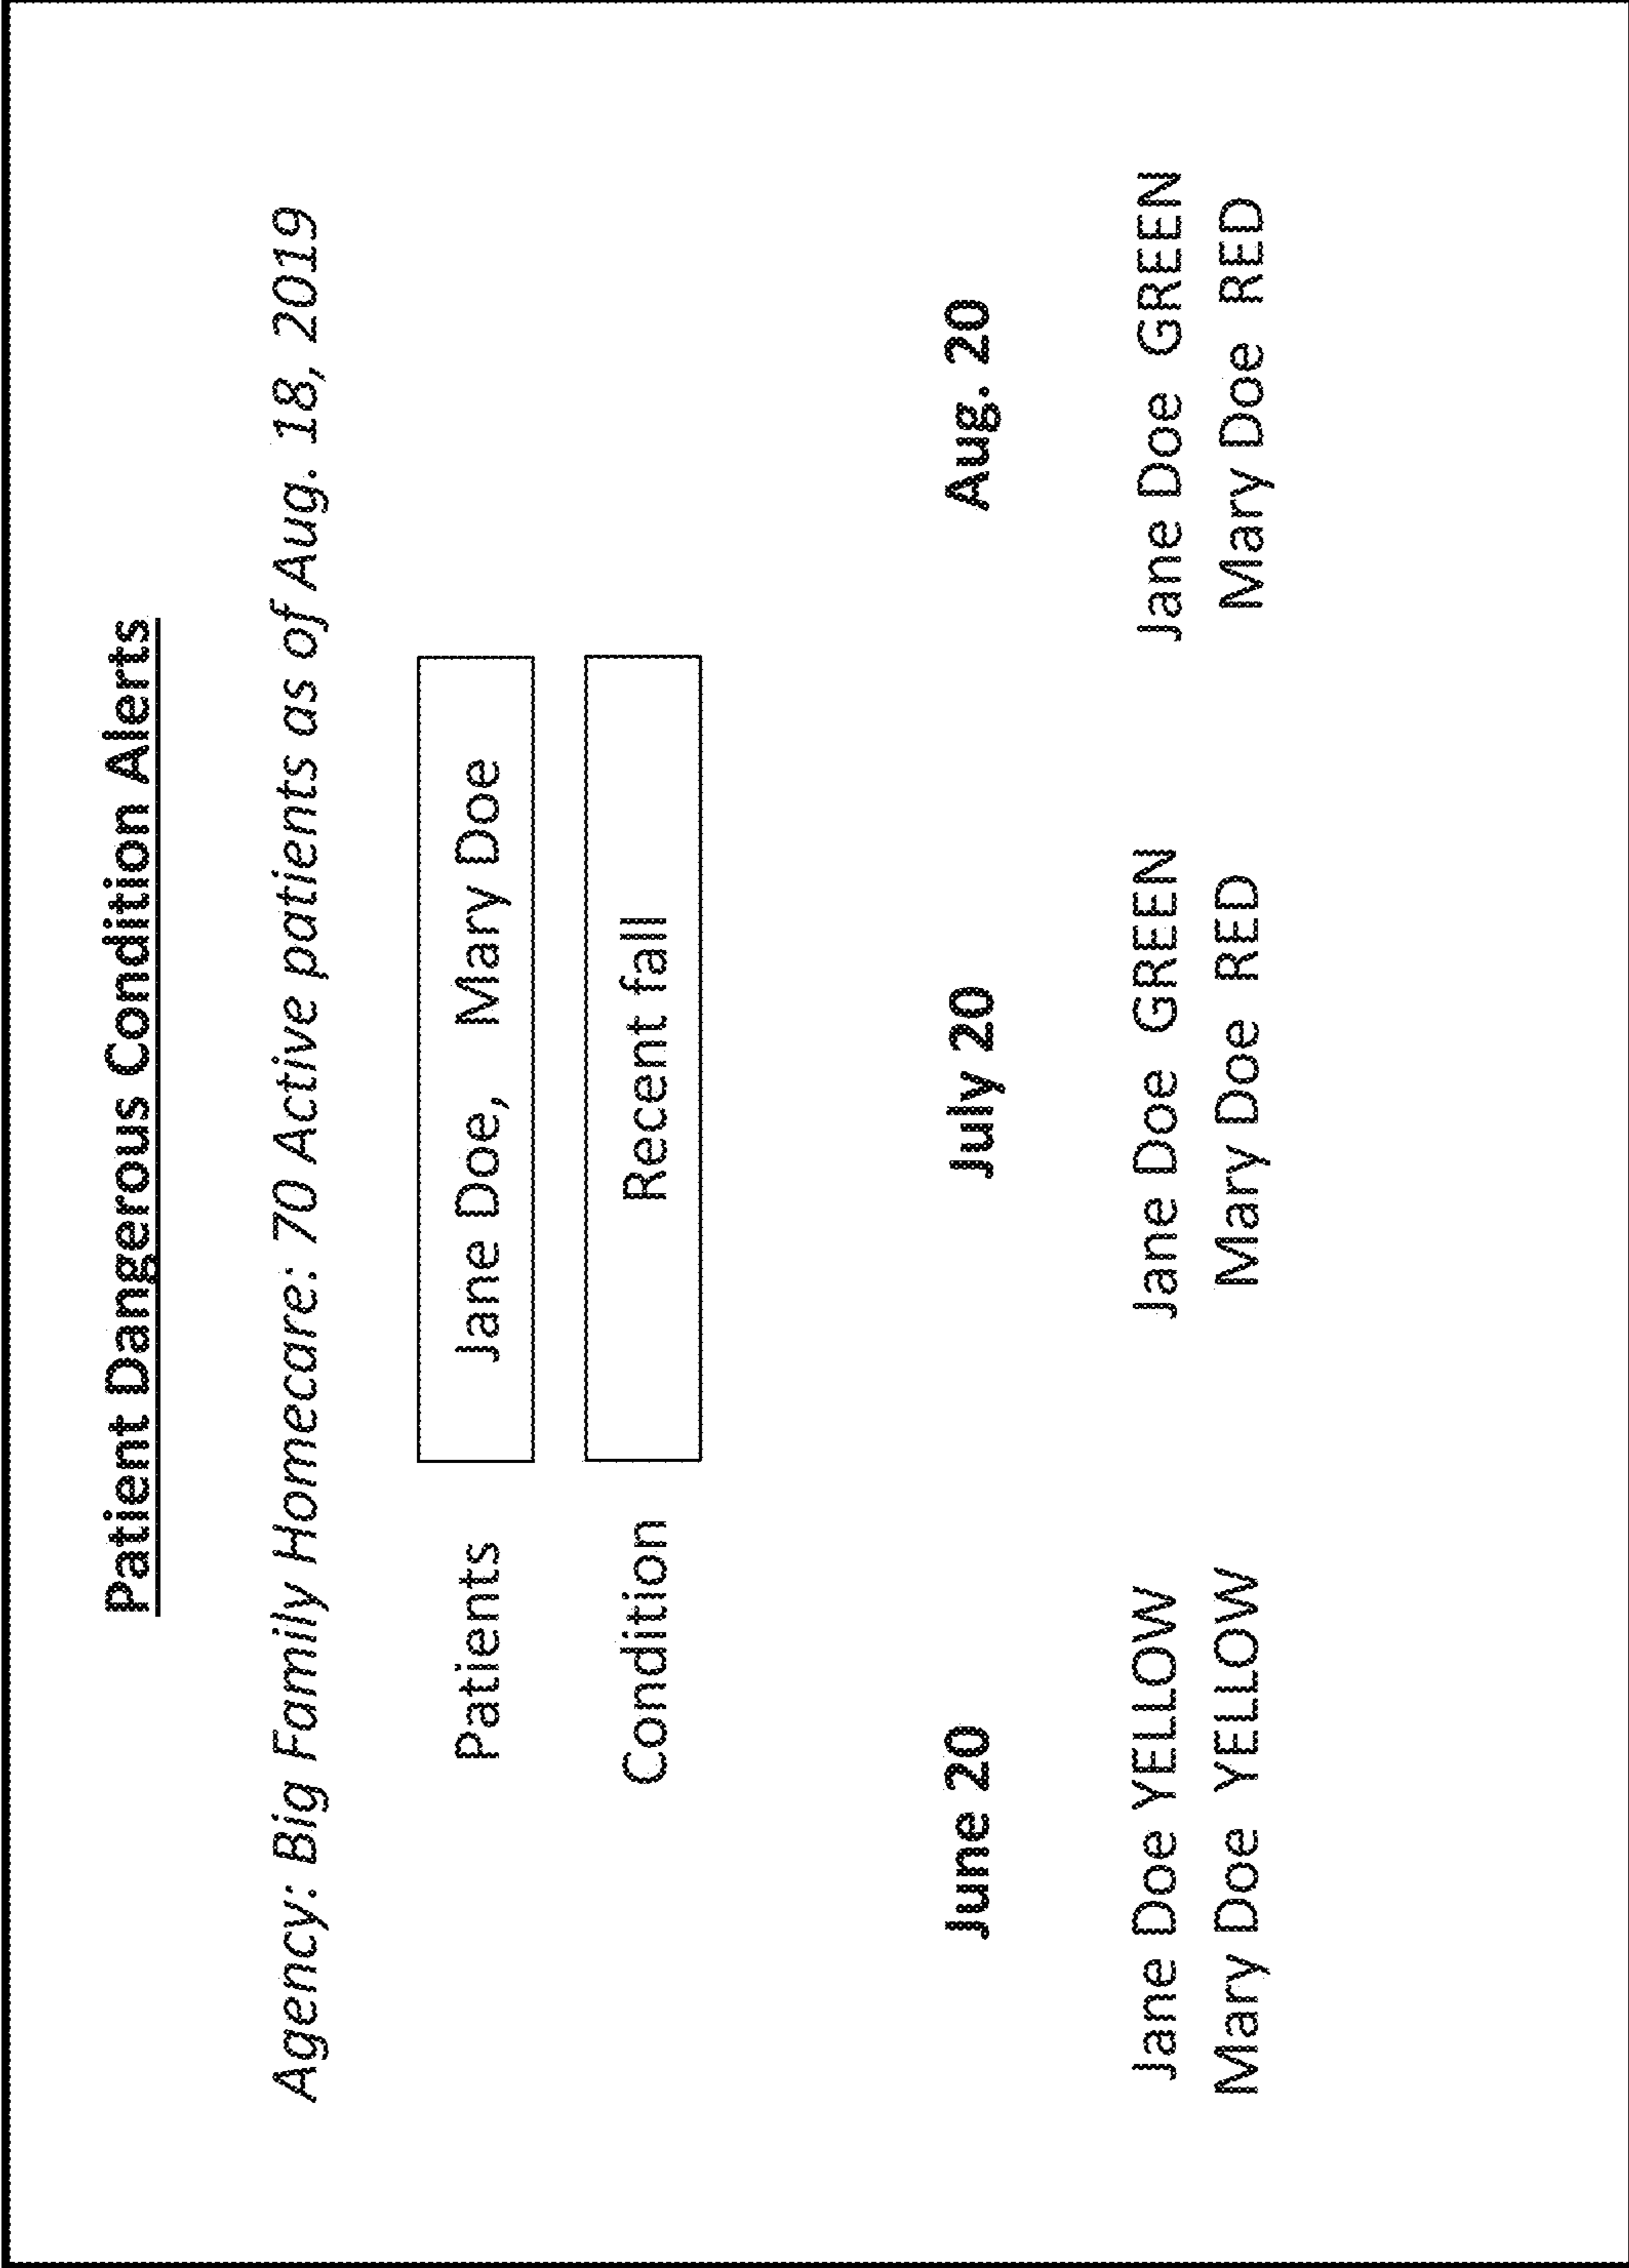 Patient Dangerous Condition Alerts
Agency: Big Family Homecare: 70 Active patients as of Aug. 18, 2019
Patients Jane Doe, Mary Doe
Condition Recent fall
June 20 July 20 Aug. 20
Jane Doe YELLOW Jane Doe GREEN Jane Doe GREEN
Mary Doe YELLOW Mary Doe RED Mary Doe RED